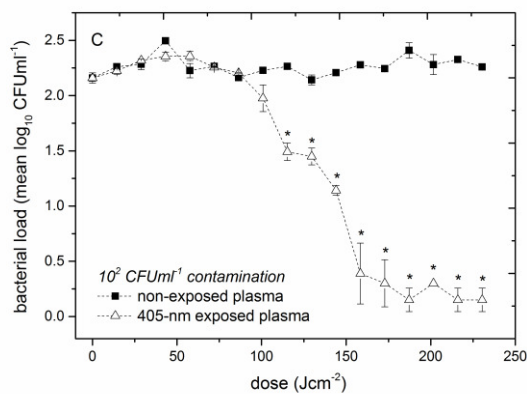 C
bacterial load (mean log₁₀ CFUml⁻¹)
2.5
2.0
1.5
1.0
0.5
0.0
* * * * * * * * *
10² CFUml⁻¹ contamination
non-exposed plasma
405-nm exposed plasma
0 50 100 150 200 250
dose (Jcm⁻²)